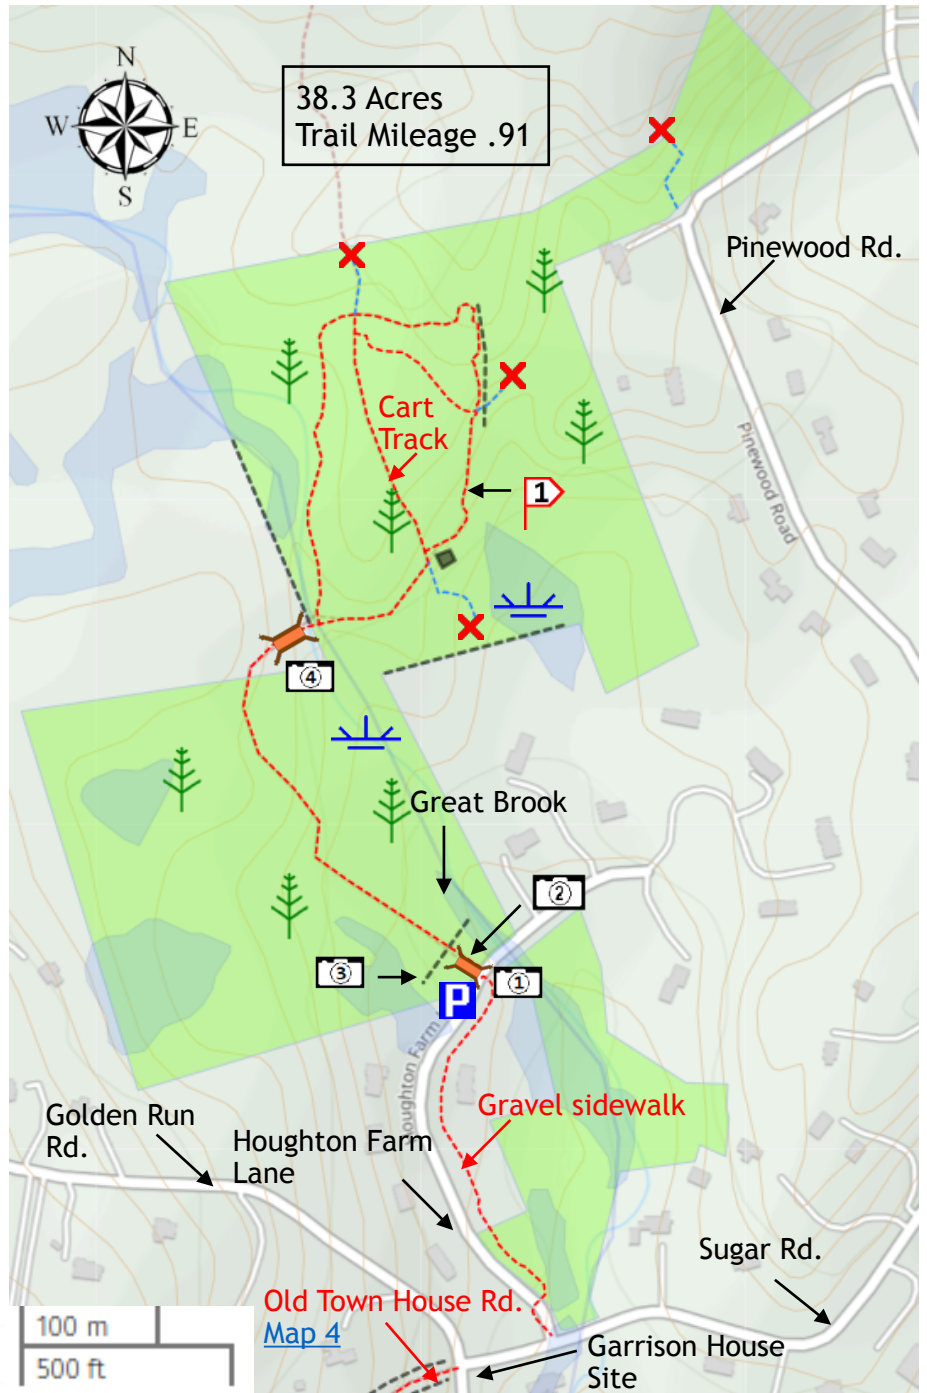 N
W E
S
38.3 Acres
Trail Mileage .91
Pinewood Rd.
Cart
Track
Pinewood Road
1
4
Great Brook
2
3
1
P
Houghton Farm
Gravel sidewalk
Golden Run
Rd.
Houghton Farm
Lane
Sugar Rd.
Old Town House Rd.
Map 4
Garrison House
Site
100 m
500 ft